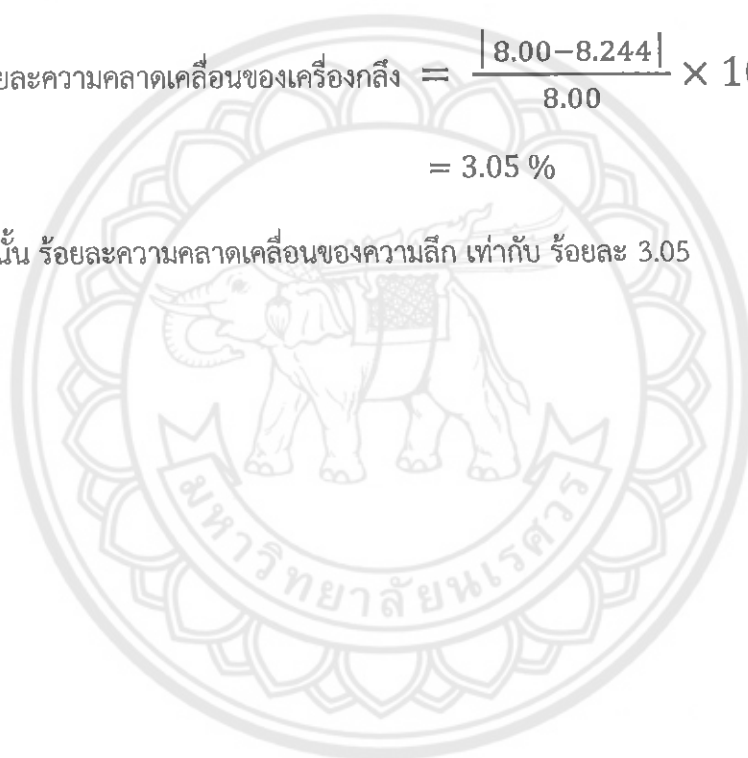 ยละความคลาดเคลื่อนของเครื่องกลึง = |8.00−8.244| / 8.00 × 1
= 3.05 %
นั้น ร้อยละความคลาดเคลื่อนของความลึก เท่ากับ ร้อยละ 3.05
มหาวิทยาลัยนเรศวร